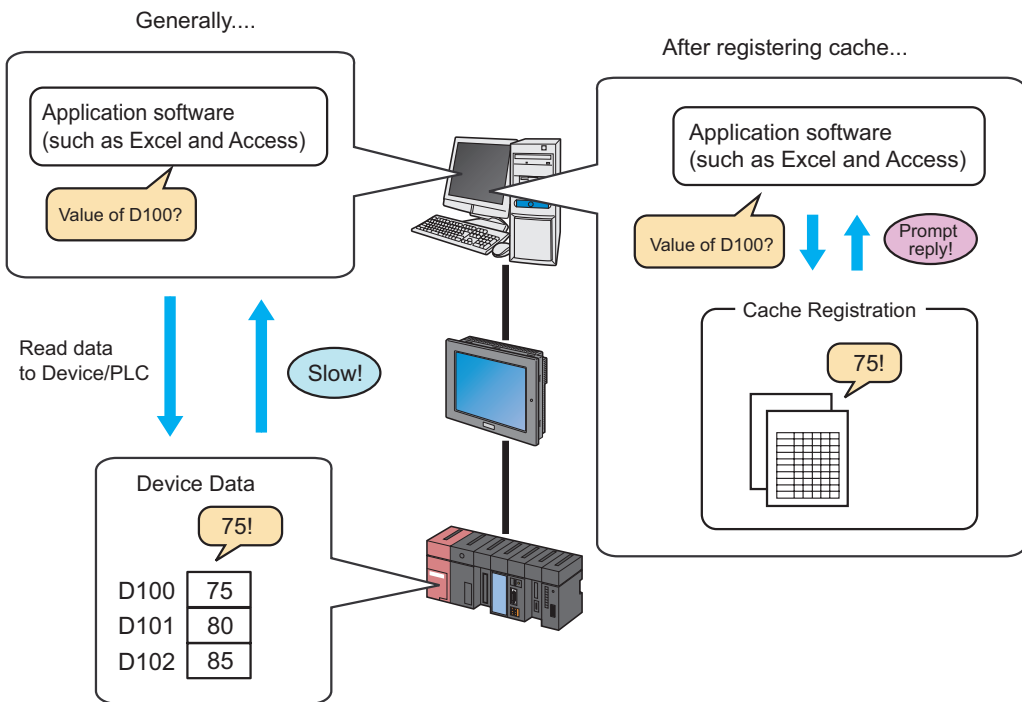 Generally....
Application software
(such as Excel and Access)
Value of D100?
Read data
to Device/PLC
Slow!
Device Data
75!
D100 75
D101 80
D102 85
After registering cache...
Application software
(such as Excel and Access)
Value of D100?
Prompt
reply!
Cache Registration
75!